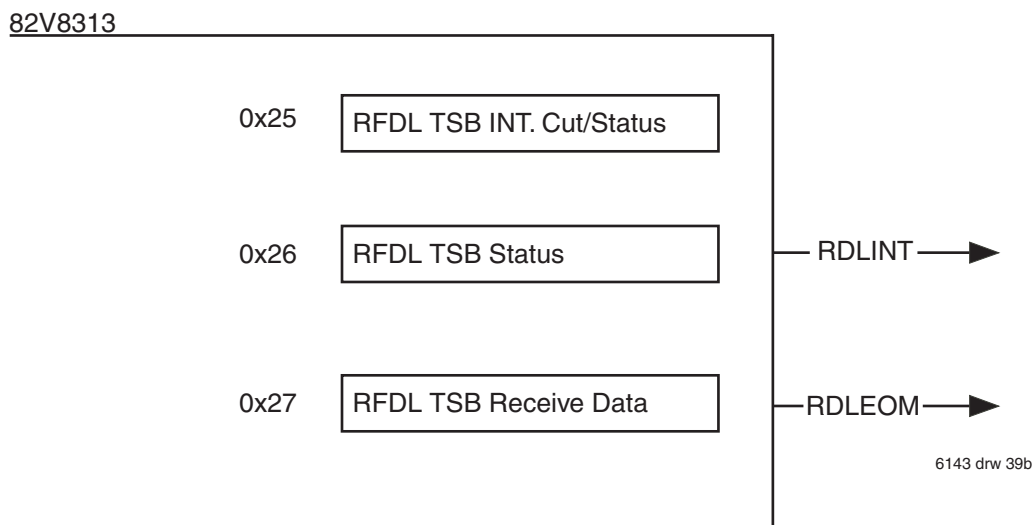 82V8313
0x25 RFDL TSB INT. Cut/Status
0x26 RFDL TSB Status
RDLINT
0x27 RFDL TSB Receive Data
RDLEOM
6143 drw 39b